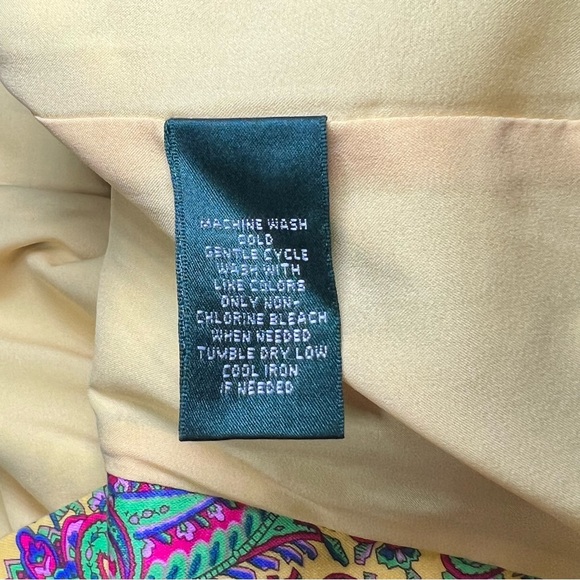 MACHINE WASH
COLD
GENTLE CYCLE
WASH WITH
LIKE COLORS
ONLY NON-
CHLORINE BLEACH
WHEN NEEDED
TUMBLE DRY LOW
COOL IRON
IF NEEDED